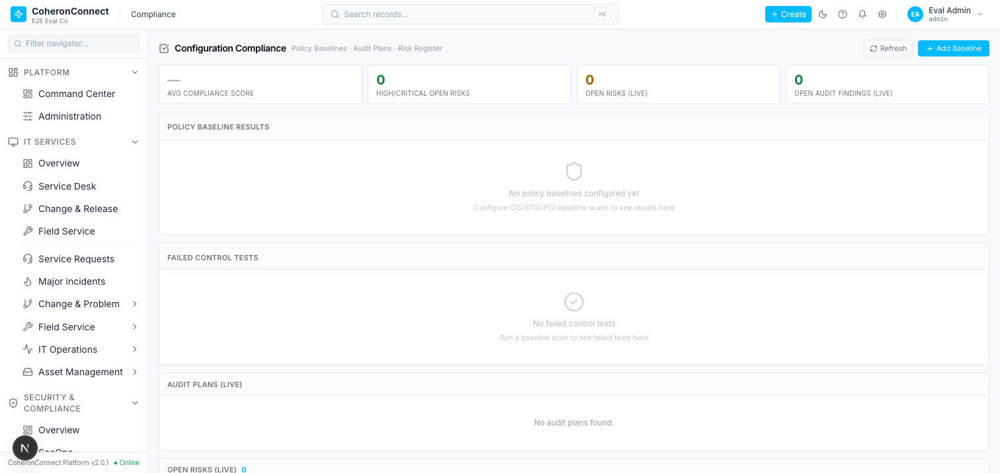 CoheronConnect
E2E Eval Co
Compliance
Search records...
⌘K
+ Create
EA
Eval Admin
admin
Filter navigator...
PLATFORM
Command Center
Administration
IT SERVICES
Overview
Service Desk
Change & Release
Field Service
Service Requests
Major incidents
Change & Problem
Field Service
IT Operations
Asset Management
SECURITY &
COMPLIANCE
Overview
N
CoheronConnect Platform v2.0.1
Online
Configuration Compliance
Policy Baselines · Audit Plans · Risk Register
Refresh
+ Add Baseline
—
AVG COMPLIANCE SCORE
0
HIGH/CRITICAL OPEN RISKS
0
OPEN RISKS (LIVE)
0
OPEN AUDIT FINDINGS (LIVE)
POLICY BASELINE RESULTS
No policy baselines configured yet
Configure CIS/STIG/PCI baseline scans to see results here
FAILED CONTROL TESTS
No failed control tests
Run a baseline scan to see failed tests here
AUDIT PLANS (LIVE)
No audit plans found.
OPEN RISKS (LIVE) 0